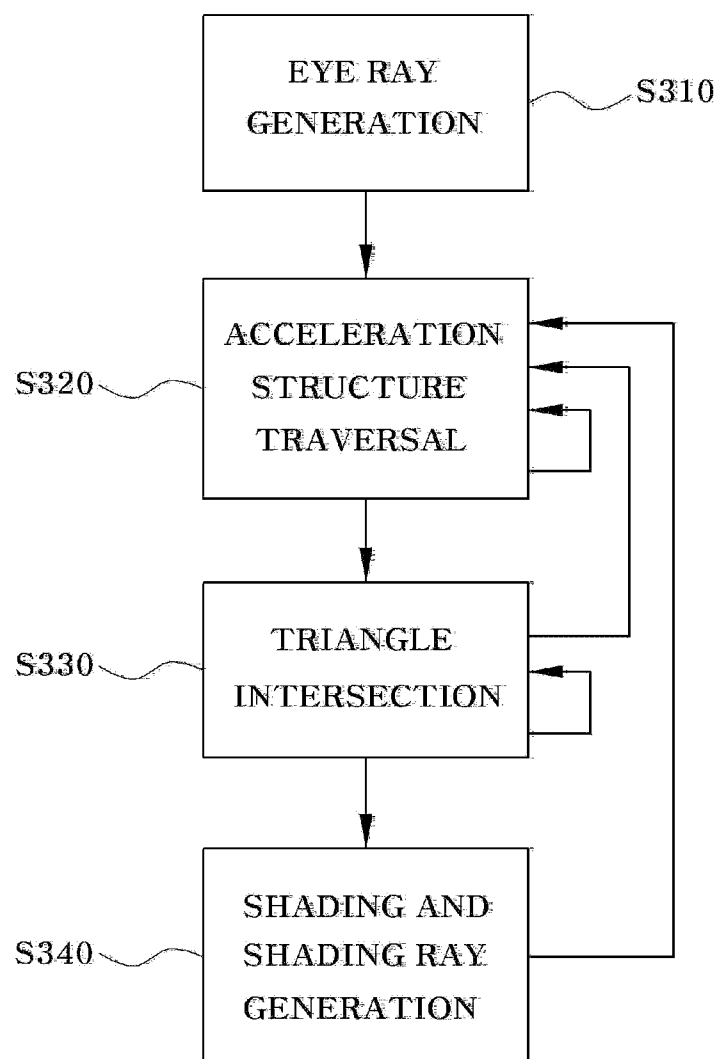 EYE RAY
GENERATION
S310
ACCELERATION
STRUCTURE
TRAVERSAL
S320
TRIANGLE
INTERSECTION
S330
SHADING AND
SHADING RAY
GENERATION
S340